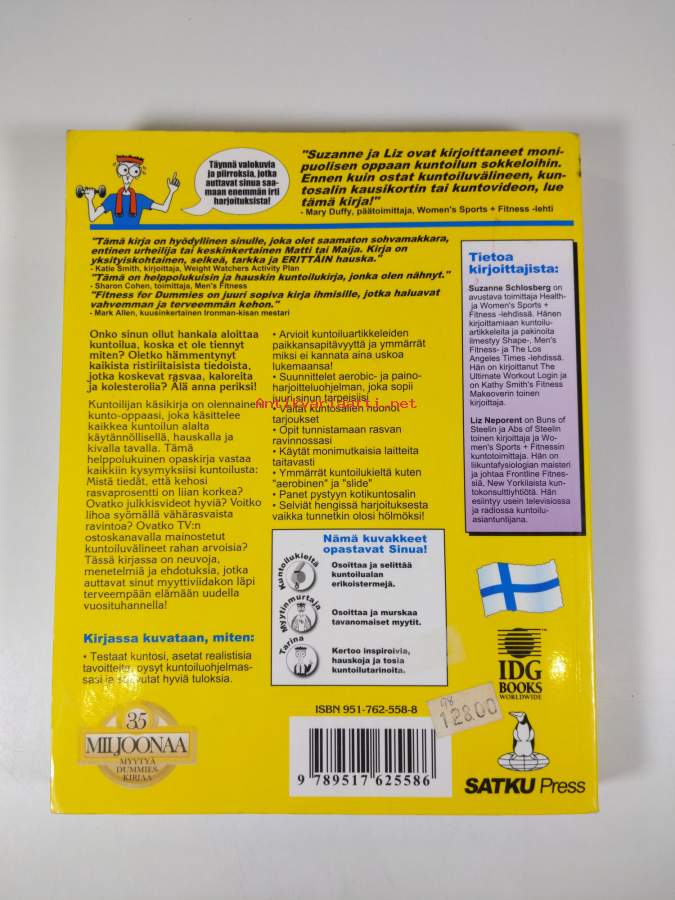 Täynnä valokuvia
ja piirroksia, jotka
auttavat sinua saa-
maan enemmän irti
harjoituksista!
"Suzanne ja Liz ovat kirjoittaneet moni-
puolisen oppaan kuntoilun sokkeloihin.
Ennen kuin ostat kuntoiluvälineen, kun-
tosalin kausikortin tai kuntovideon, lue
tämä kirja!"
- Mary Duffy, päätoimittaja, Women's Sports + Fitness -lehti
"Tämä kirja on hyödyllinen sinulle, joka olet saamaton sohvamakkara,
entinen urheilija tai keskinkertainen Matti tai Maija. Kirja on
yksityiskohtainen, selkeä, tarkka ja ERITTÄIN hauska."
- Katie Smith, kirjoittaja, Weight Watchers Activity Plan
"Tämä on helppolukuisin ja hauskin kuntoilukirja, jonka olen nähnyt."
- Sharon Cohen, toimittaja, Men's Fitness
"Fitness for Dummies on juuri sopiva kirja ihmisille, jotka haluavat
vahvemman ja terveemmän kehon."
- Mark Allen, kuusinkertainen Ironman-kisan mestari
Onko sinun ollut hankala aloittaa
kuntoilua, koska et ole tiennyt
miten? Oletko hämmentynyt
kaikista ristiriitaisista tiedoista,
jotka koskevat rasvaa, kaloreita
ja kolesterolia? Älä anna periksi!
Kuntoilijan käsikirja on olennainen
kunto-oppaasi, joka käsittelee
kaikkea kuntoilun alalta
käytännöllisellä, hauskalla ja
kivalla tavalla. Tämä
helppolukuinen opaskirja vastaa
kaikkiin kysymyksiisi kuntoilusta:
Mistä tiedät, että kehosi
rasvaprosentti on liian korkea?
Ovatko julkkisvideot hyviä? Voitko
lihoa syömällä vähärasvaista
ravintoa? Ovatko TV:n
ostoskanavalla mainostetut
kuntoiluvälineet rahan arvoisia?
Tässä kirjassa on neuvoja,
menetelmiä ja ehdotuksia, jotka
auttavat sinut myyttiviidakon läpi
terveempään elämään uudella
vuosituhannella!
Kirjassa kuvataan, miten:
• Testaat kuntosi, asetat realistisia
tavoitteita, pysyt kuntoiluohjelmas-
sasi ja saavutat hyviä tuloksia.
• Arvioit kuntoiluartikkeleiden
paikkansapitävyyttä ja ymmärrät
miksi ei kannata aina uskoa
lukemaansa!
• Suunnittelet aerobic- ja paino-
harjoitteluohjelman, joka sopii
juuri sinun tarpeisiisi
• Vältät kuntosalien huonot
tarjoukset
• Opit tunnistamaan rasvan
ravinnossasi
• Käytät monimutkaisia laitteita
taitavasti
• Ymmärrät kuntoilukieltä kuten
"aerobinen" ja "slide"
• Panet pystyyn kotikuntosalin
• Selviät hengissä harjoituksesta
vaikka tunnetkin olosi hölmöksi!
Antikvariaatti.net
Nämä kuvakkeet
opastavat Sinua!
Kuntoilukieltä
Osoittaa ja selittää
kuntoilualan
erikoistermejä.
Myytinmurtaja
Osoittaa ja murskaa
tavanomaiset myytit.
Tarina
Kertoo inspiroivia,
hauskoja ja tosia
kuntoilutarinoita.
Tietoa
kirjoittajista:
Suzanne Schlosberg on
avustava toimittaja Health-
ja Women's Sports +
Fitness -lehdissä. Hänen
kirjoittamiaan kuntoilu-
artikkeleita ja pakinoita
ilmestyy Shape-, Men's
Fitness- ja The Los
Angeles Times -lehdissä.
Hän on kirjoittanut The
Ultimate Workout Login ja
on Kathy Smith's Fitness
Makeoverin toinen
kirjoittaja.
Liz Neporent on Buns of
Steelin ja Abs of Steelin
toinen kirjoittaja ja Wo-
men's Sports + Fitnessin
kuntotoimittaja. Hän on
liikuntafysiologian maisteri
ja johtaa Frontline Fitnes-
siä, New Yorkilaista kun-
tokonsulttiyhtiötä. Hän
esiintyy usein televisiossa
ja radiossa kuntoilu-
asiantuntijana.
IDG
BOOKS
WORLDWIDE
SATKU Press
35
MILJOONAA
MYYTYÄ
DUMMIES-
KIRJAA
ISBN 951-762-558-8
98
128.00
9 789517 625586